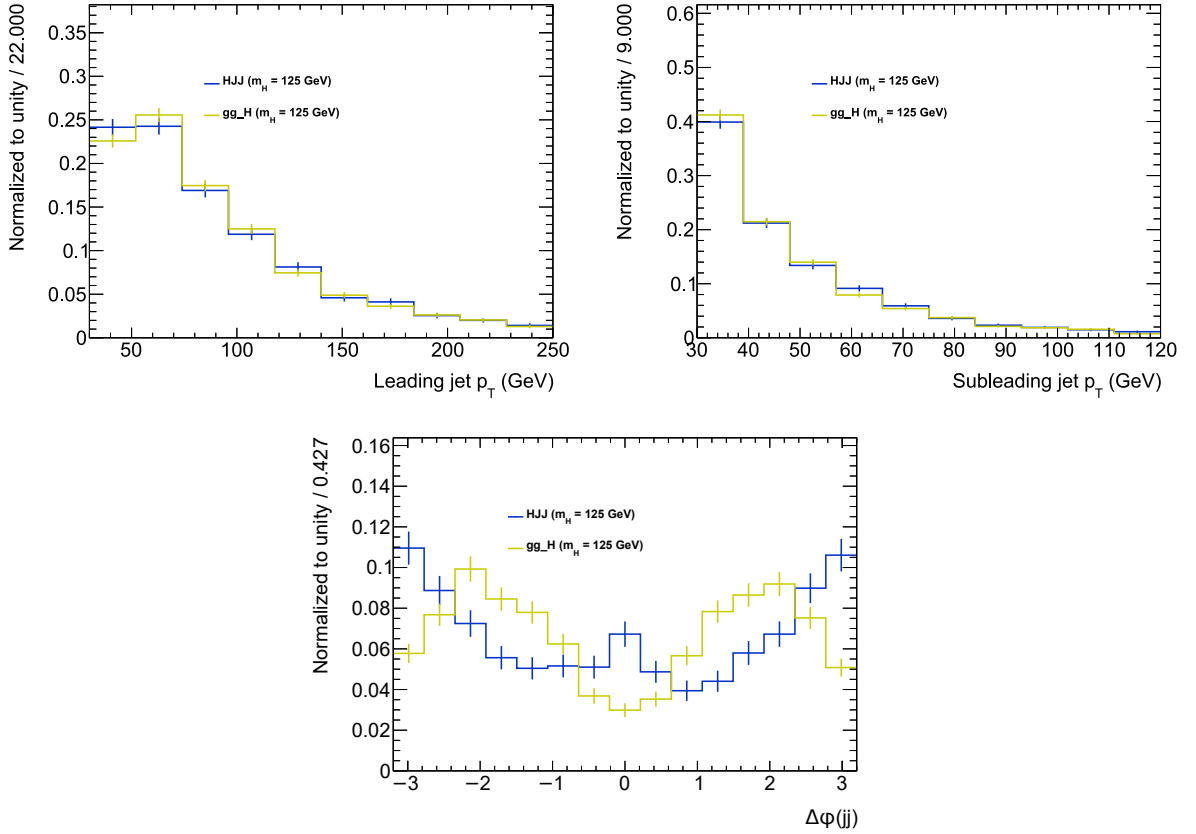 Normalized to unity / 22.000
0.35
0.3
0.25
0.2
0.15
0.1
0.05
0
HJJ (m_H = 125 GeV)
gg_H (m_H = 125 GeV)
50 100 150 200 250
Leading jet p_T (GeV)
Normalized to unity / 9.000
0.6
0.5
0.4
0.3
0.2
0.1
0
HJJ (m_H = 125 GeV)
gg_H (m_H = 125 GeV)
30 40 50 60 70 80 90 100 110 120
Subleading jet p_T (GeV)
Normalized to unity / 0.427
0.16
0.14
0.12
0.1
0.08
0.06
0.04
0.02
0
HJJ (m_H = 125 GeV)
gg_H (m_H = 125 GeV)
−3 −2 −1 0 1 2 3
Δφ(jj)